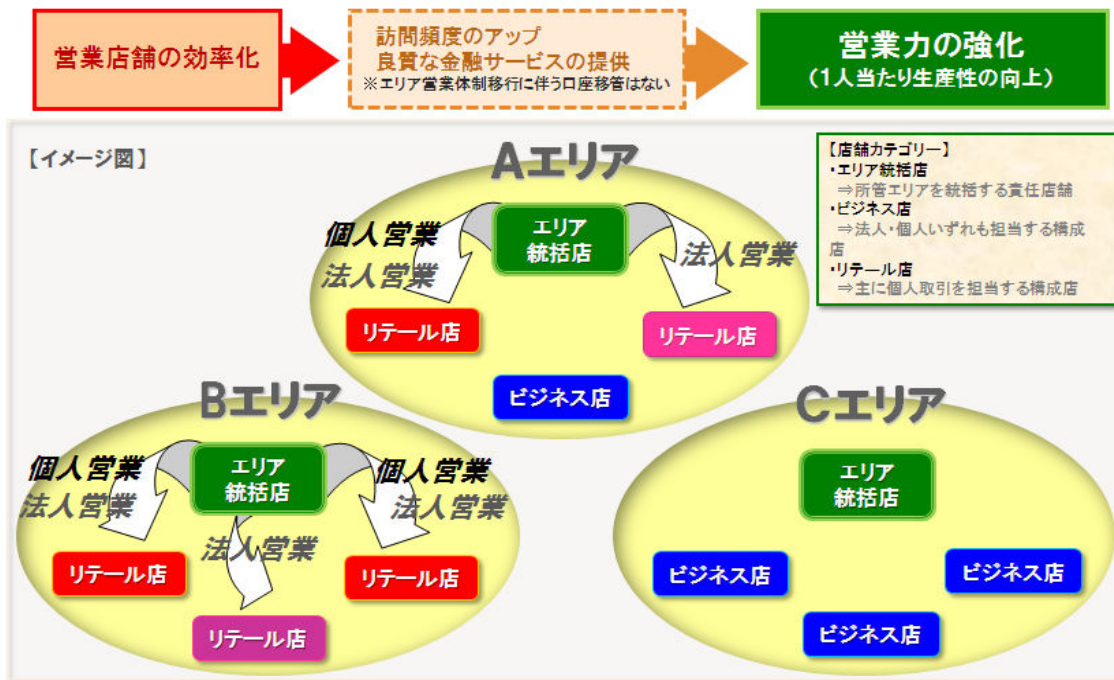 営業店舗の効率化
訪問頻度のアップ
良質な金融サービスの提供
※エリア営業体制移行に伴う口座移管はない
営業力の強化
(1人当たり生産性の向上)
【イメージ図】
【店舗カテゴリー】
・エリア統括店
⇒所管エリアを統括する責任店舗
・ビジネス店
⇒法人・個人いずれも担当する構成
店
・リテール店
⇒主に個人取引を担当する構成店
Aエリア
エリア
統括店
個人営業
法人営業
法人営業
リテール店
リテール店
ビジネス店
Bエリア
エリア
統括店
個人営業
法人営業
個人営業
法人営業
法人営業
リテール店
リテール店
リテール店
Cエリア
エリア
統括店
ビジネス店
ビジネス店
ビジネス店